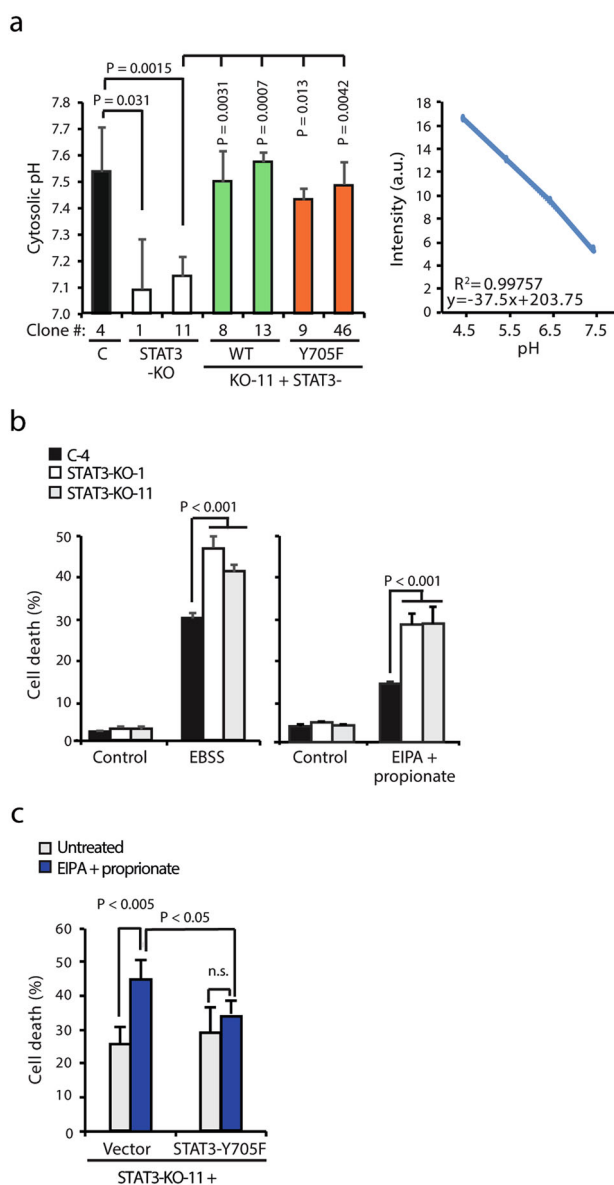 a
P = 0.0015
P = 0.031
P = 0.0031
P = 0.0007
P = 0.013
P = 0.0042
7.8
7.7
7.6
7.5
7.4
7.3
7.2
7.1
7.0
Cytosolic pH
Clone #: 4 1 11 8 13 9 46
C STAT3 WT Y705F
-KO
KO-11 + STAT3-
18
16
14
12
10
8
6
4
2
0
Intensity (a.u.)
R2= 0.99757
y=-37.5x+203.75
4.5 5.5 6.5 7.5
pH
b
C-4
STAT3-KO-1
STAT3-KO-11
P < 0.001
50
40
30
20
10
0
Cell death (%)
Control EBSS
P < 0.001
Control EIPA +
propionate
c
Untreated
EIPA + proprionate
P < 0.005
P < 0.05
n.s.
60
50
40
30
20
10
0
Cell death (%)
Vector STAT3-Y705F
STAT3-KO-11 +